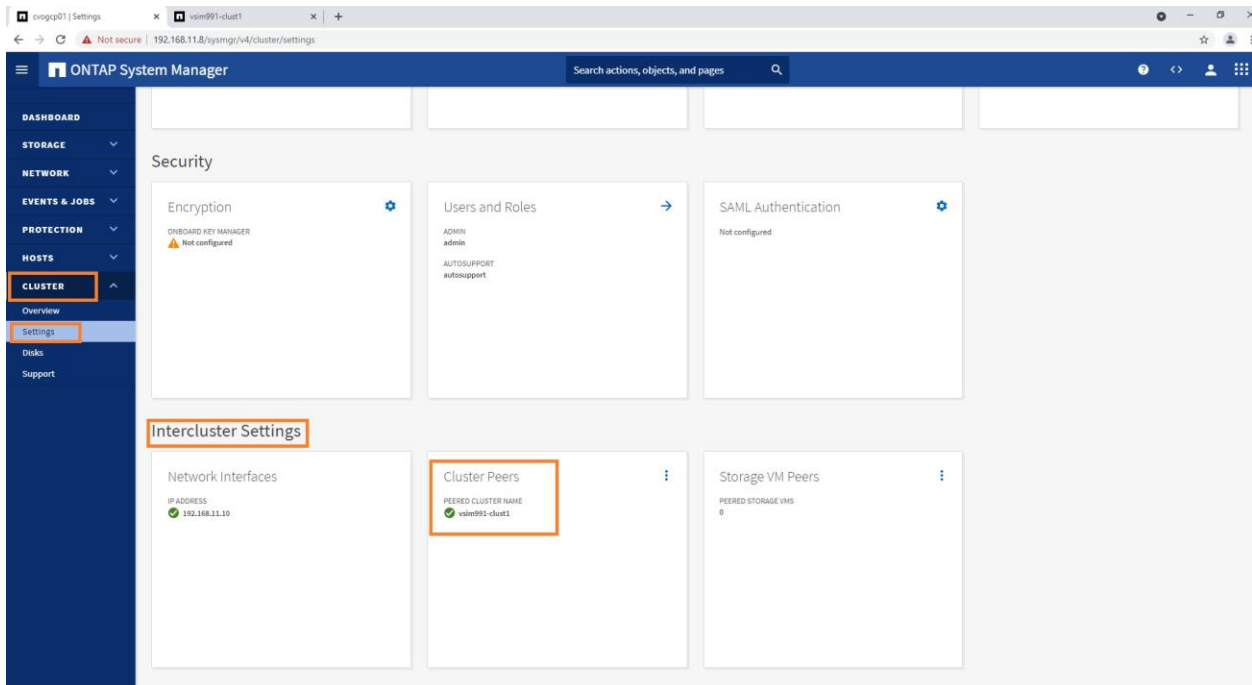 cvogcp01 | Settings
vsim991-clust1
Not secure | 192.168.11.8/sysmgr/v4/cluster/settings
ONTAP System Manager
Search actions, objects, and pages
DASHBOARD
STORAGE
NETWORK
EVENTS & JOBS
PROTECTION
HOSTS
CLUSTER
Overview
Settings
Disks
Support
Security
Encryption
ONBOARD KEY MANAGER
Not configured
Users and Roles
ADMIN
admin
AUTOSUPPORT
autosupport
SAML Authentication
Not configured
Intercluster Settings
Network Interfaces
IP ADDRESS
192.168.11.10
Cluster Peers
PEERED CLUSTER NAME
vsim991-clust1
Storage VM Peers
PEERED STORAGE VMS
0